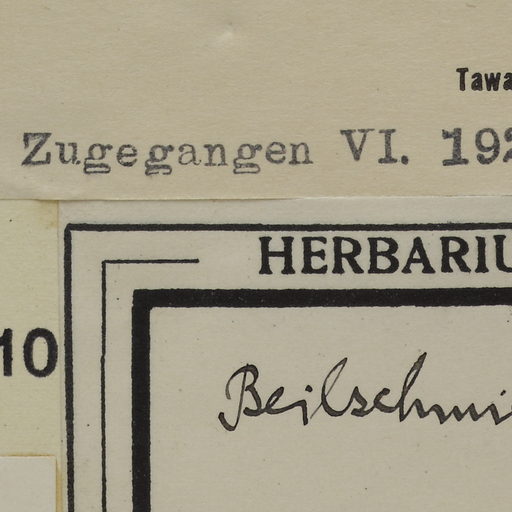 Tawa
Zugegangen VI. 192
HERBARIU
10
Beilschmi